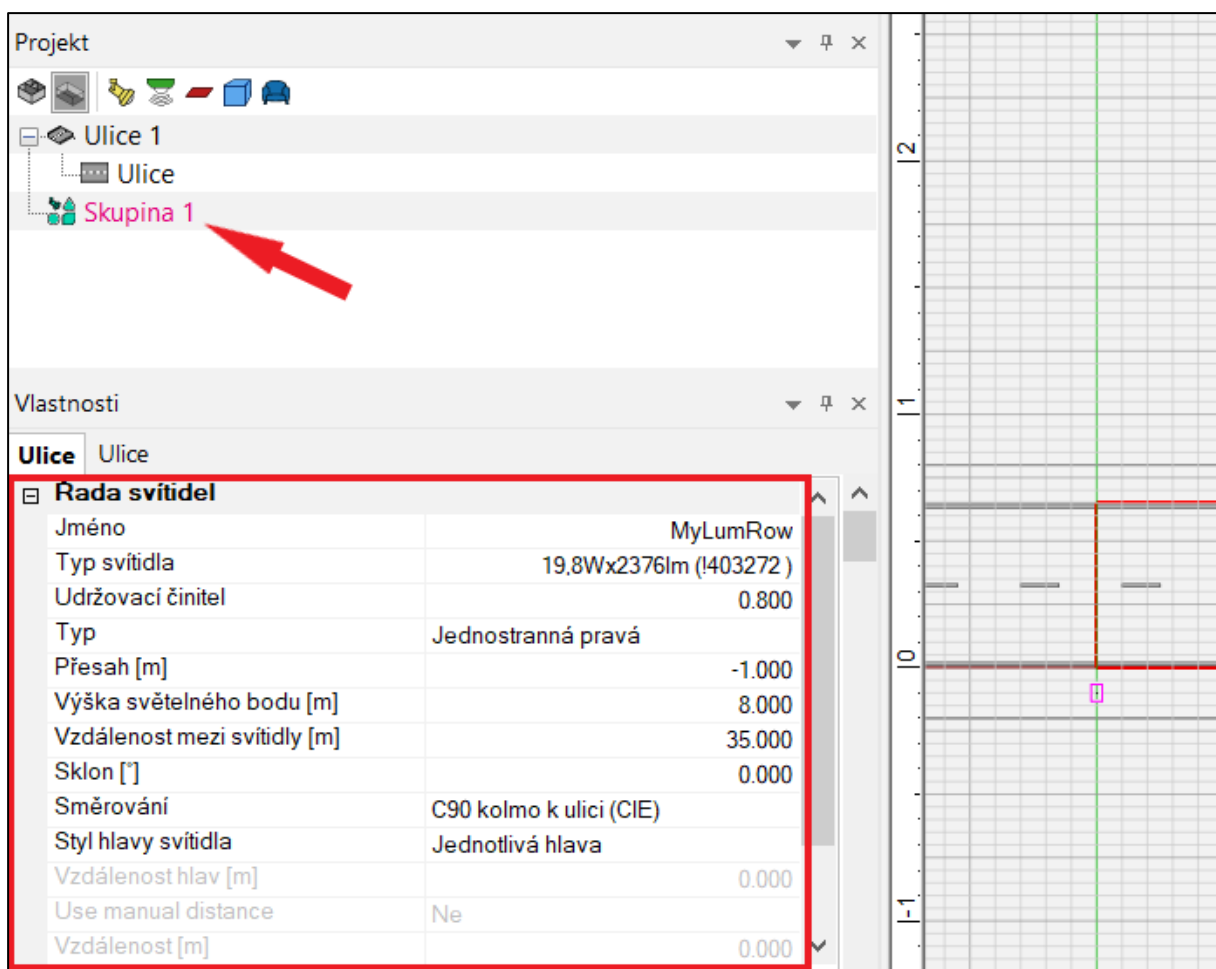 Projekt
Ulice 1
Ulice
Skupina 1
Vlastnosti
Ulice Ulice
Řada svítidel
Jméno MyLumRow
Typ svítidla 19,8Wx2376lm (!403272 )
Udržovací činitel 0.800
Typ Jednostranná pravá
Přesah [m] -1.000
Výška světelného bodu [m] 8.000
Vzdálenost mezi svítidly [m] 35.000
Sklon [°] 0.000
Směrování C90 kolmo k ulici (CIE)
Styl hlavy svítidla Jednotlivá hlava
Vzdálenost hlav [m] 0.000
Use manual distance Ne
Vzdálenost [m] 0.000
2
1
0
-1